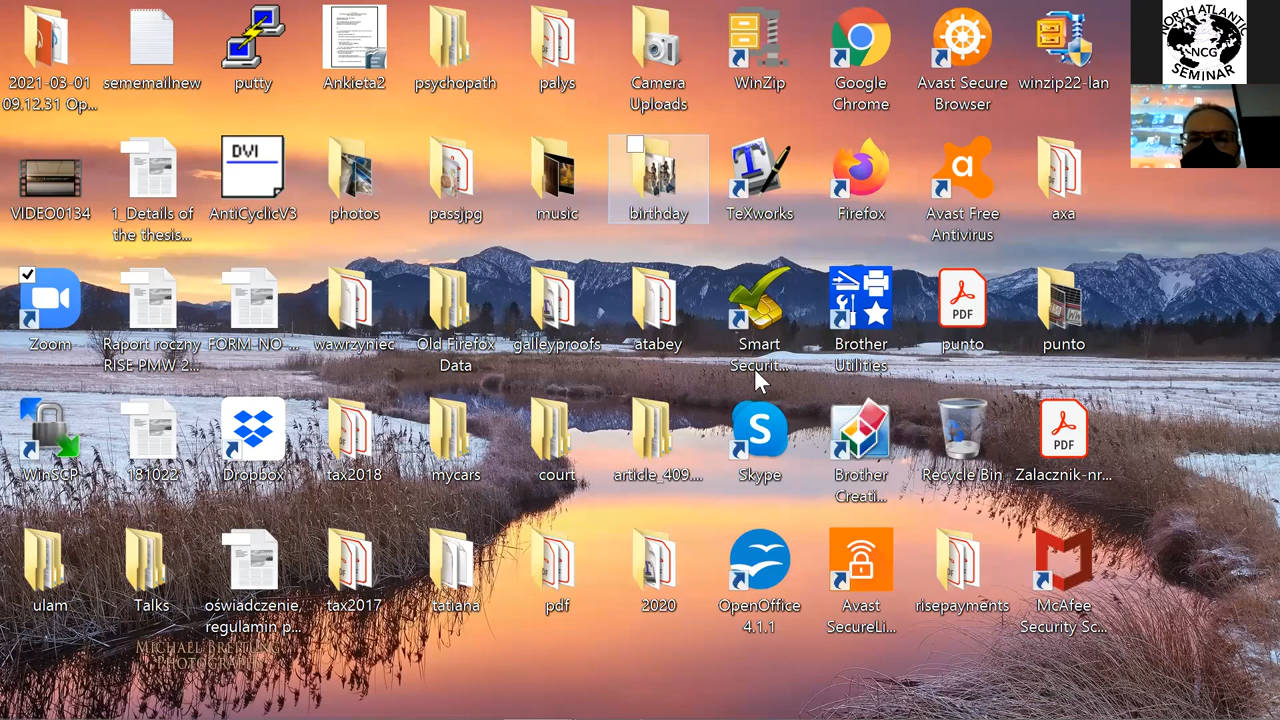 2021-03-01
09.12.31 Op...
sememailnew
putty
Ankieta2
psychopath
palys
Camera
Uploads
WinZip
Google
Chrome
Avast Secure
Browser
winzip22-lan
NORTH ATLANTIC
NCG
SEMINAR
VIDEO0134
1_Details of
the thesis...
DVI
AntiCyclicV3
photos
passjpg
music
birthday
TeXworks
Firefox
Avast Free
Antivirus
axa
Zoom
Raport roczny
RISE PMW 2...
FORM_NO_...
wawrzyniec
Old Firefox
Data
galleyproofs
atabey
Smart
Securit...
Brother
Utilities
PDF
punto
punto
WinSCP
181022
Dropbox
tax2018
mycars
court
article_409....
Skype
Brother
Creati...
Recycle Bin
PDF
Zalacznik-nr...
ulam
Talks
oświadczenie,
regulamin p...
tax2017
tatiana
pdf
2020
OpenOffice
4.1.1
Avast
SecureLi...
risepayments
McAfee
Security Sc...
Michael Breitung
Photography